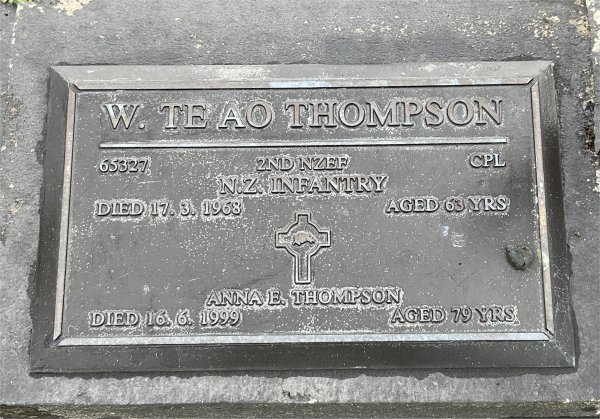 W. TE AO THOMPSON
65327 2ND NZEF CPL
N.Z. INFANTRY
DIED 17. 3. 1968 AGED 63 YRS
ANNA E. THOMPSON
DIED 16. 6. 1999 AGED 79 YRS